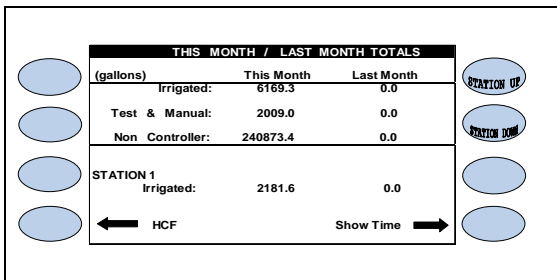 THIS MONTH / LAST MONTH TOTALS
(gallons) This Month Last Month
Irrigated: 6169.3 0.0
STATION UP
Test & Manual: 2009.0 0.0
STATION DOWN
Non Controller: 240873.4 0.0
STATION 1
Irrigated: 2181.6 0.0
HCF Show Time